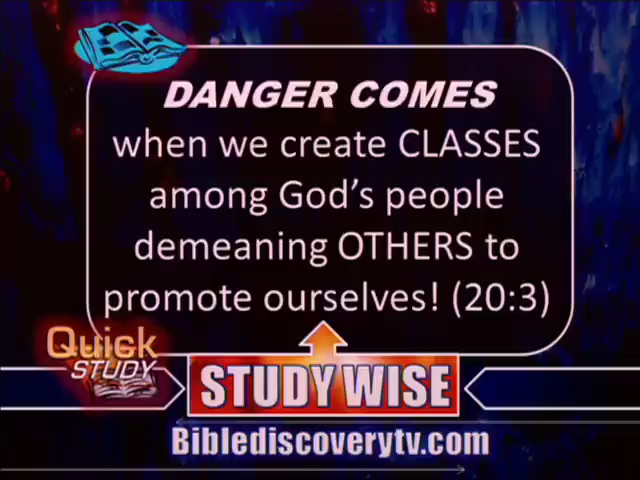 DANGER COMES
when we create CLASSES
among God's people
demeaning OTHERS to
promote ourselves! (20:3)
Quick
STUDY
STUDY WISE
Biblediscoverytv.com